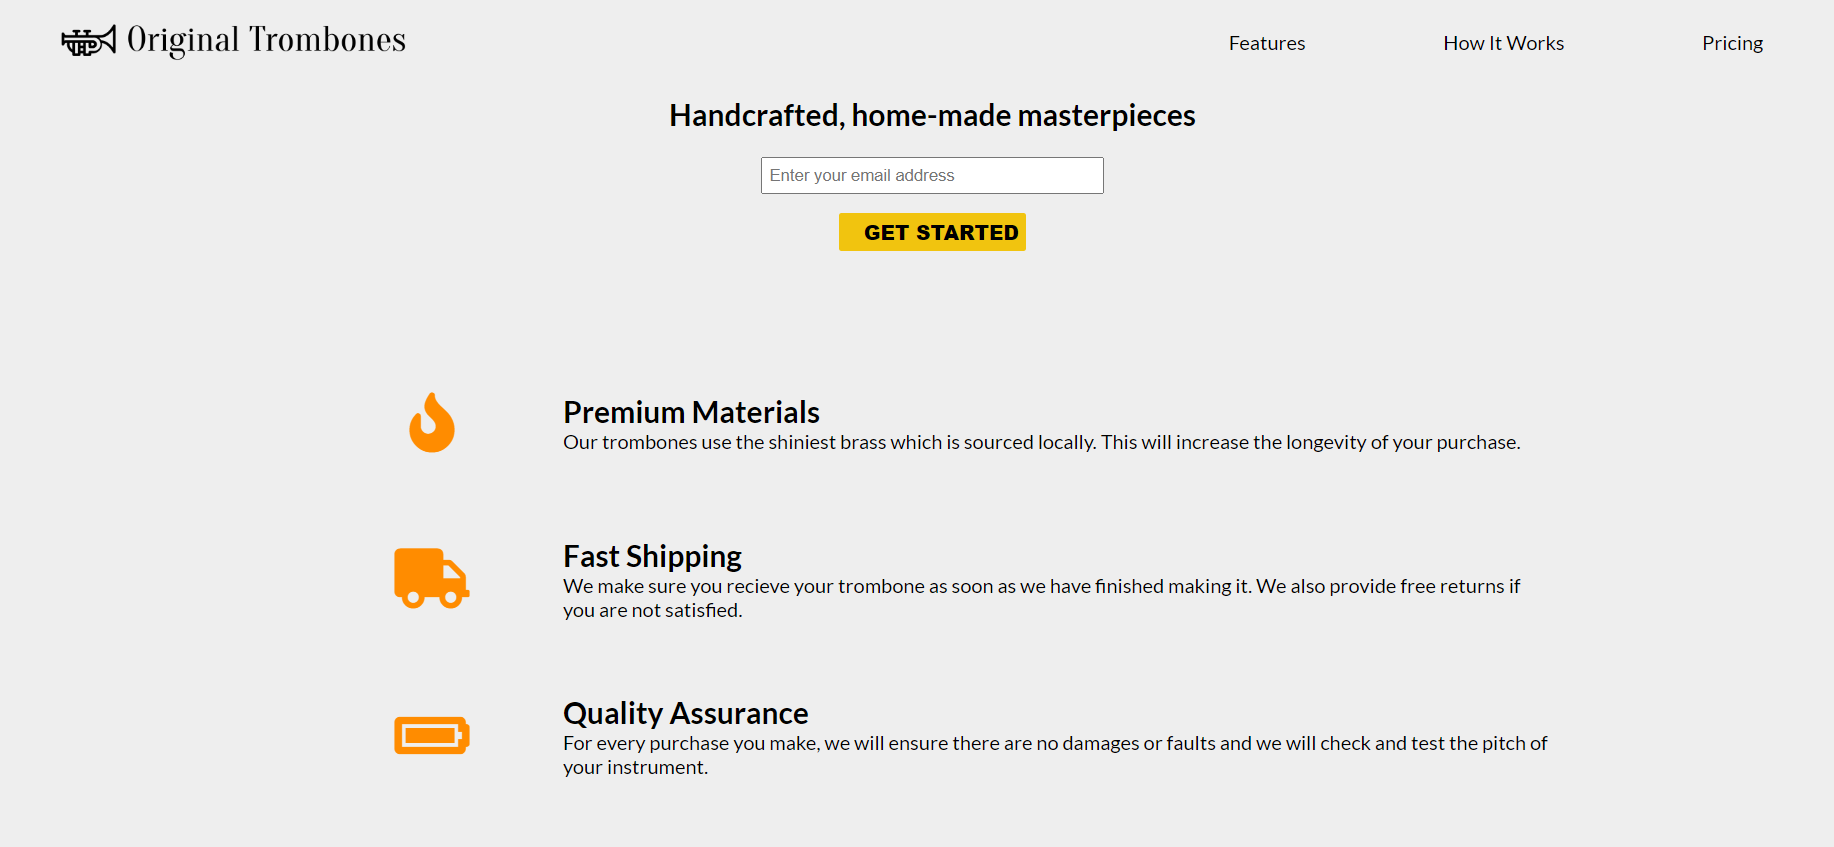 Original Trombones
Features
How It Works
Pricing
Handcrafted, home-made masterpieces
Enter your email address
GET STARTED
Premium Materials
Our trombones use the shiniest brass which is sourced locally. This will increase the longevity of your purchase.
Fast Shipping
We make sure you recieve your trombone as soon as we have finished making it. We also provide free returns if
you are not satisfied.
Quality Assurance
For every purchase you make, we will ensure there are no damages or faults and we will check and test the pitch of
your instrument.